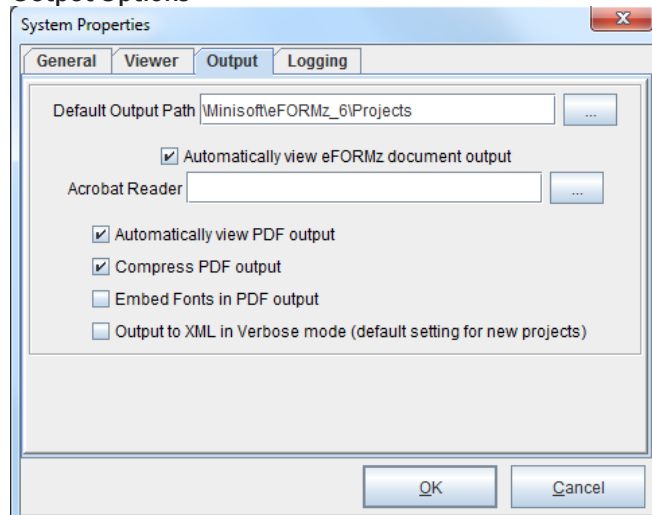 Output Options
System Properties
General Viewer Output Logging
Default Output Path \Minisoft\eFORMz_6\Projects ...
Automatically view eFORMz document output
Acrobat Reader ...
Automatically view PDF output
Compress PDF output
Embed Fonts in PDF output
Output to XML in Verbose mode (default setting for new projects)
OK Cancel